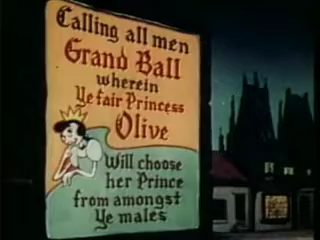 Calling all men
Grand Ball
wherein
Ye fair Princess
Olive
Will choose
her Prince
from amongst
Ye males